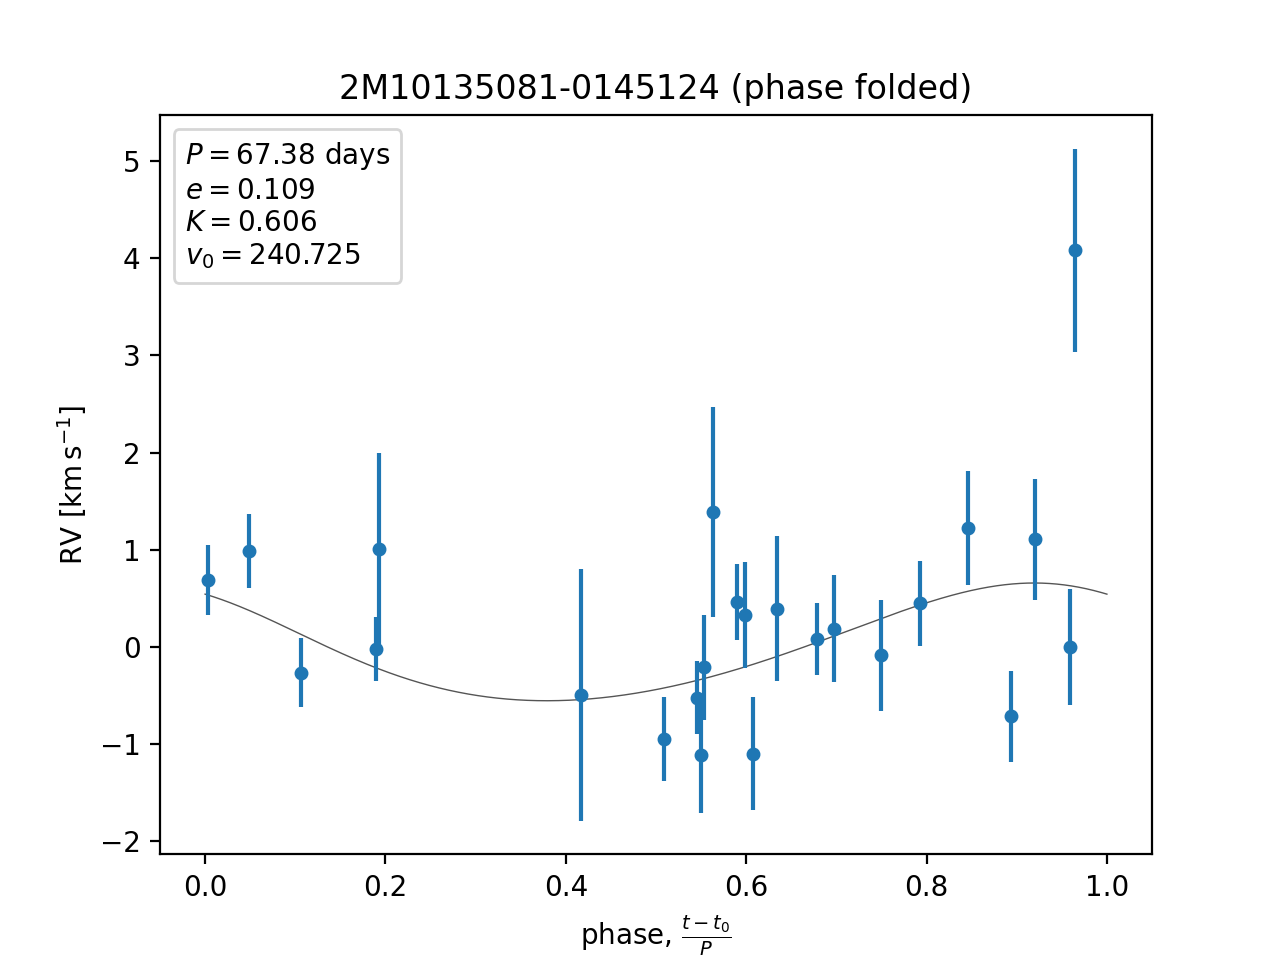 2M10135081-0145124 (phase folded)
P = 67.38 days
e = 0.109
K = 0.606
v₀ = 240.725
5
4
3
2
1
0
−1
−2
RV [km s⁻¹]
0.0 0.2 0.4 0.6 0.8 1.0
phase, (t − t₀)/P